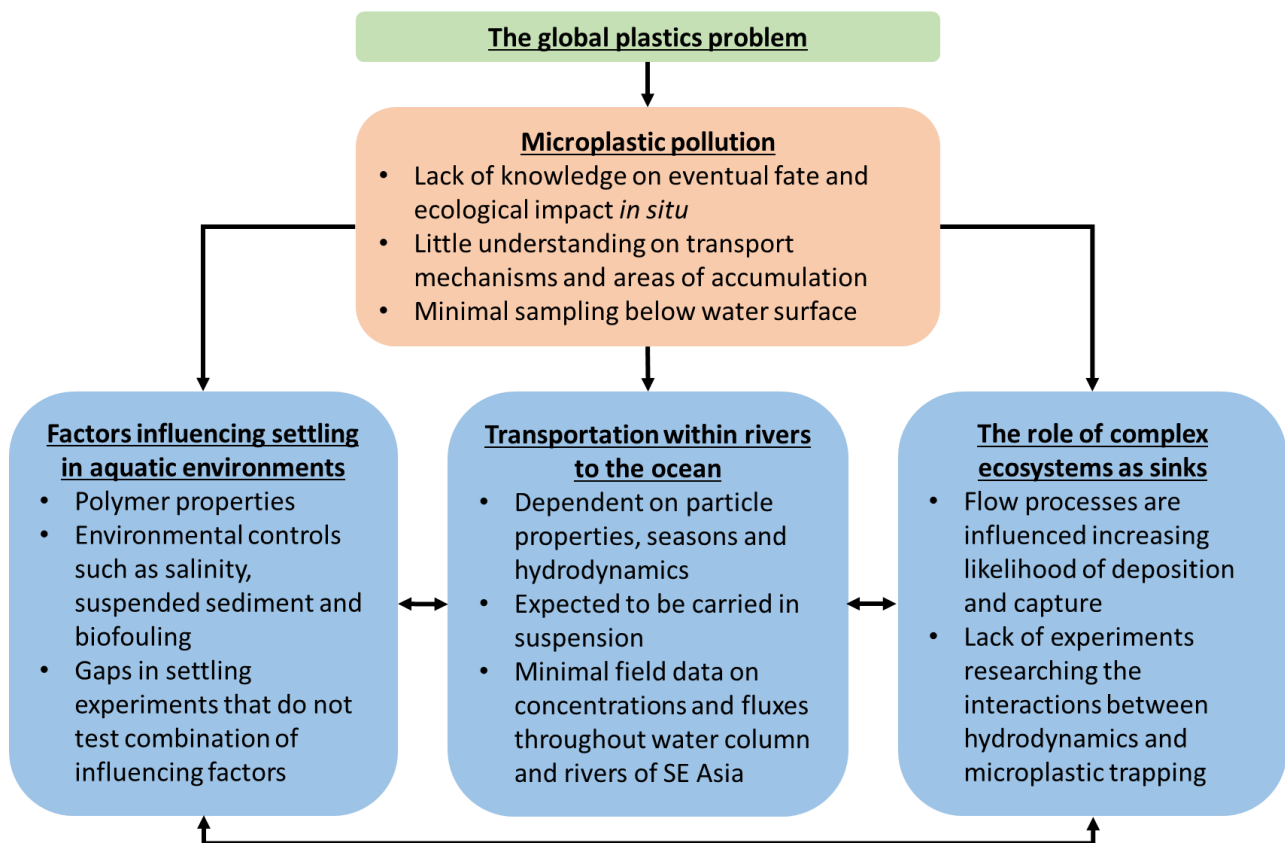 The global plastics problem
Microplastic pollution
• Lack of knowledge on eventual fate and
ecological impact in situ
• Little understanding on transport
mechanisms and areas of accumulation
• Minimal sampling below water surface
Factors influencing settling
in aquatic environments
• Polymer properties
• Environmental controls
such as salinity,
suspended sediment and
biofouling
• Gaps in settling
experiments that do not
test combination of
influencing factors
Transportation within rivers
to the ocean
• Dependent on particle
properties, seasons and
hydrodynamics
• Expected to be carried in
suspension
• Minimal field data on
concentrations and fluxes
throughout water column
and rivers of SE Asia
The role of complex
ecosystems as sinks
• Flow processes are
influenced increasing
likelihood of deposition
and capture
• Lack of experiments
researching the
interactions between
hydrodynamics and
microplastic trapping